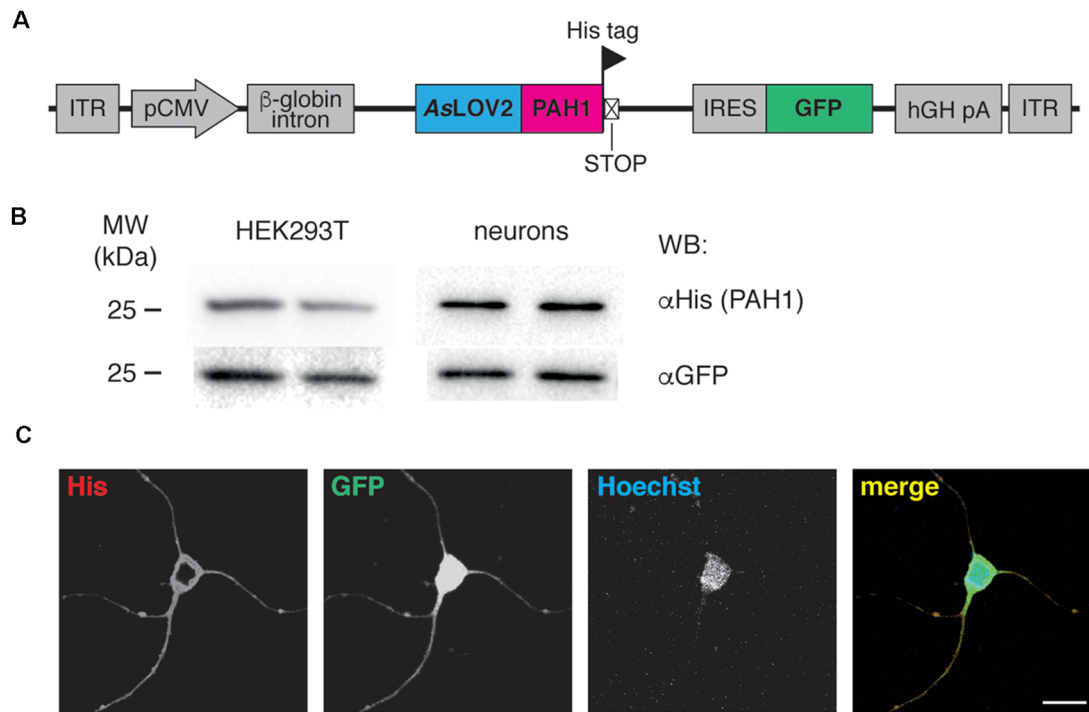 A
His tag
ITR
pCMV
β-globin
intron
AsLOV2
PAH1
IRES
GFP
hGH pA
ITR
STOP
B
MW
(kDa)
HEK293T
neurons
WB:
25 –
αHis (PAH1)
25 –
αGFP
C
His
GFP
Hoechst
merge